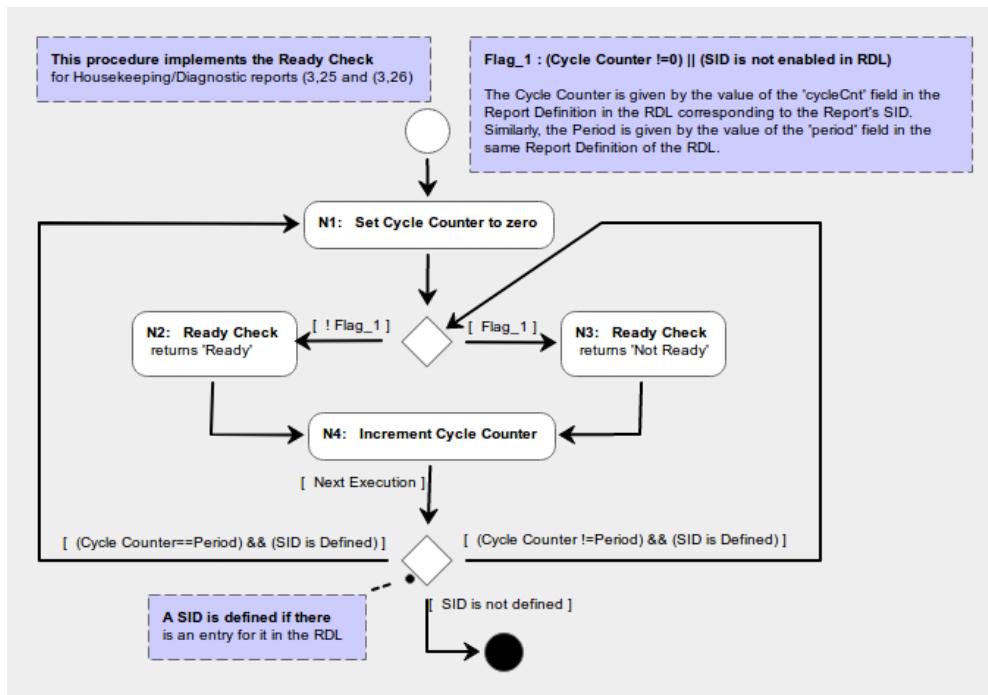 This procedure implements the Ready Check
for Housekeeping/Diagnostic reports (3,25 and (3,26)
Flag_1 : (Cycle Counter !=0) || (SID is not enabled in RDL)
The Cycle Counter is given by the value of the 'cycleCnt' field in the
Report Definition in the RDL corresponding to the Report's SID.
Similarly, the Period is given by the value of the 'period' field in the
same Report Definition of the RDL.
N1: Set Cycle Counter to zero
[ ! Flag_1 ]
[ Flag_1 ]
N2: Ready Check
returns 'Ready'
N3: Ready Check
returns 'Not Ready'
N4: Increment Cycle Counter
[ Next Execution ]
[ (Cycle Counter==Period) && (SID is Defined) ]
[ (Cycle Counter !=Period) && (SID is Defined) ]
A SID is defined if there
is an entry for it in the RDL
[ SID is not defined ]